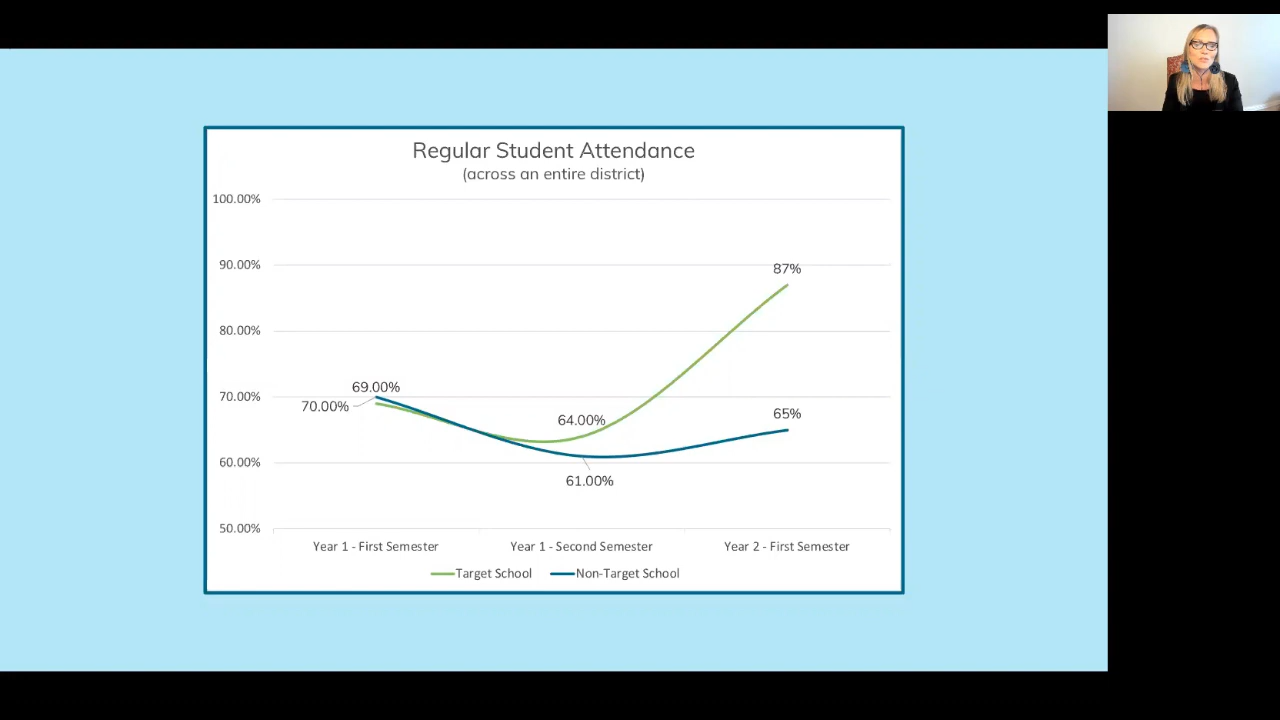 Regular Student Attendance
(across an entire district)
100.00%
90.00%
87%
80.00%
69.00%
70.00%
70.00%
64.00%
65%
60.00%
61.00%
50.00%
Year 1 - First Semester
Year 1 - Second Semester
Year 2 - First Semester
Target School
Non-Target School